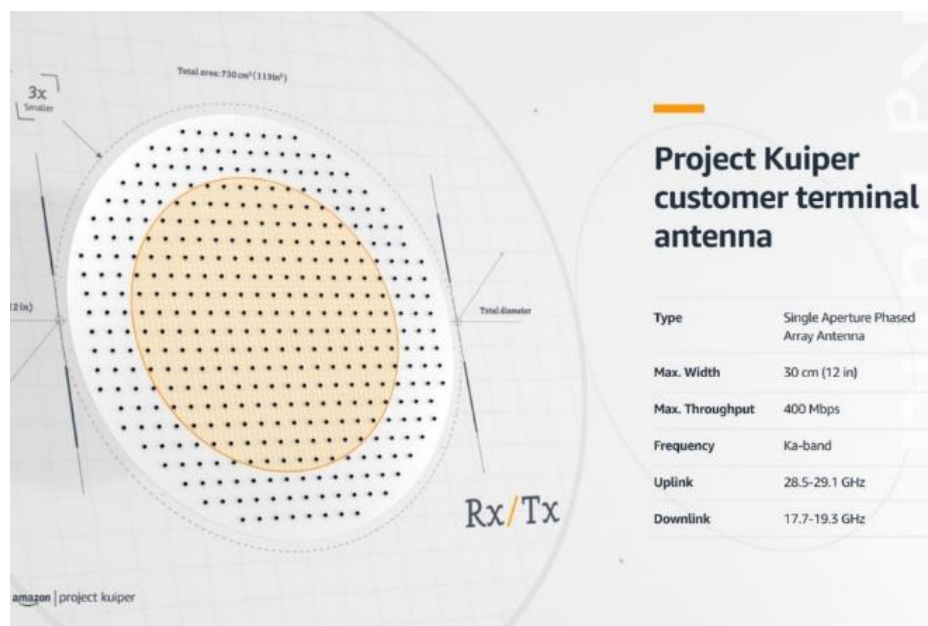 Total area: 730 cm² (113in²)
3x
Smaller
12 in)
Total diameter
Rx/Tx
amazon | project kuiper
Project Kuiper
customer terminal
antenna
Type Single Aperture Phased
Array Antenna
Max. Width 30 cm (12 in)
Max. Throughput 400 Mbps
Frequency Ka-band
Uplink 28.5-29.1 GHz
Downlink 17.7-19.3 GHz